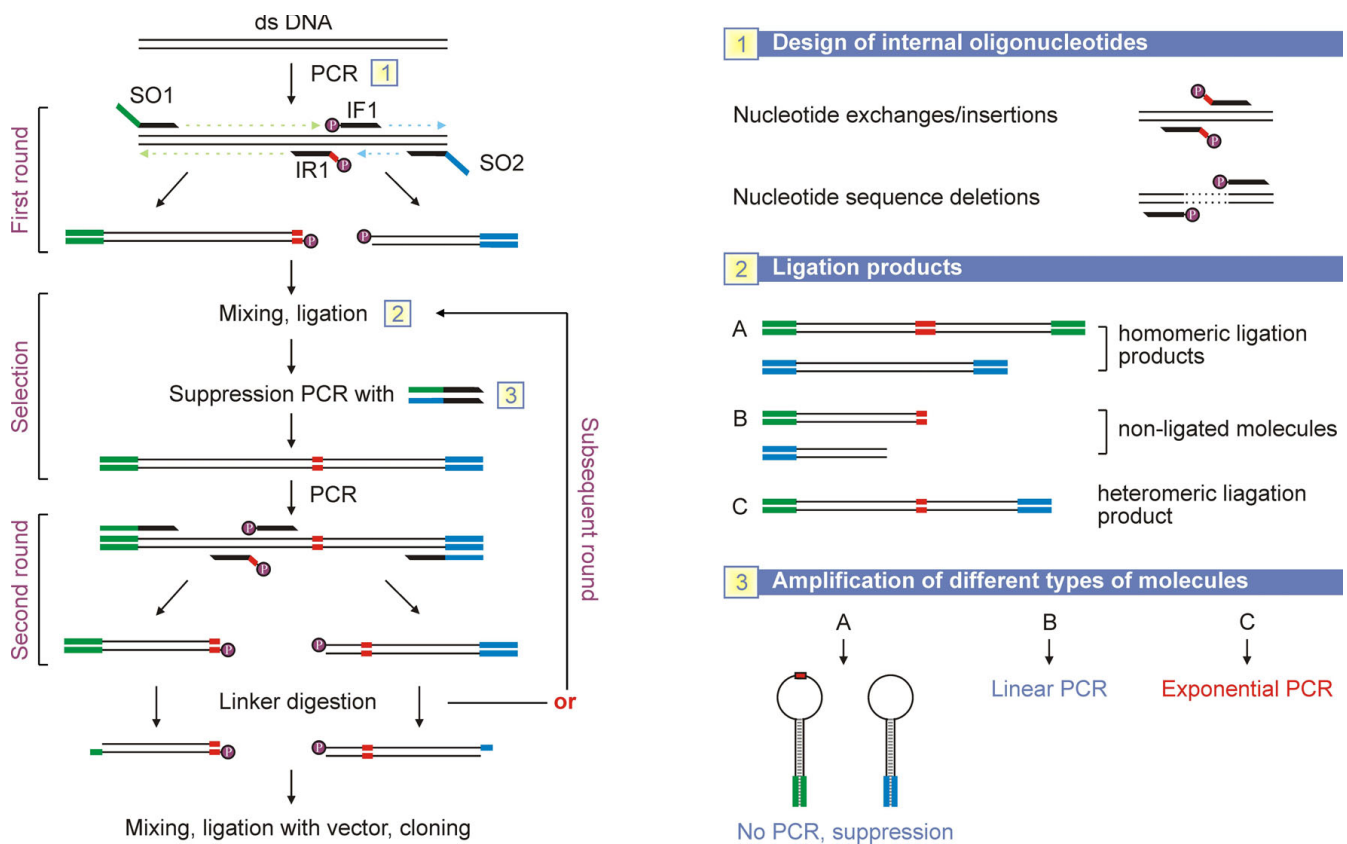 ds DNA
PCR 1
SO1
IF1
P
IR1
P
SO2
First round
P
P
Mixing, ligation 2
Selection
Suppression PCR with 3
Subsequent round
PCR
Second round
P
P
P
P
Linker digestion
or
P
P
Mixing, ligation with vector, cloning
1 Design of internal oligonucleotides
P
Nucleotide exchanges/insertions
P
P
Nucleotide sequence deletions
P
2 Ligation products
A
homomeric ligation
products
B
non-ligated molecules
C
heteromeric liagation
product
3 Amplification of different types of molecules
A B C
Linear PCR Exponential PCR
No PCR, suppression